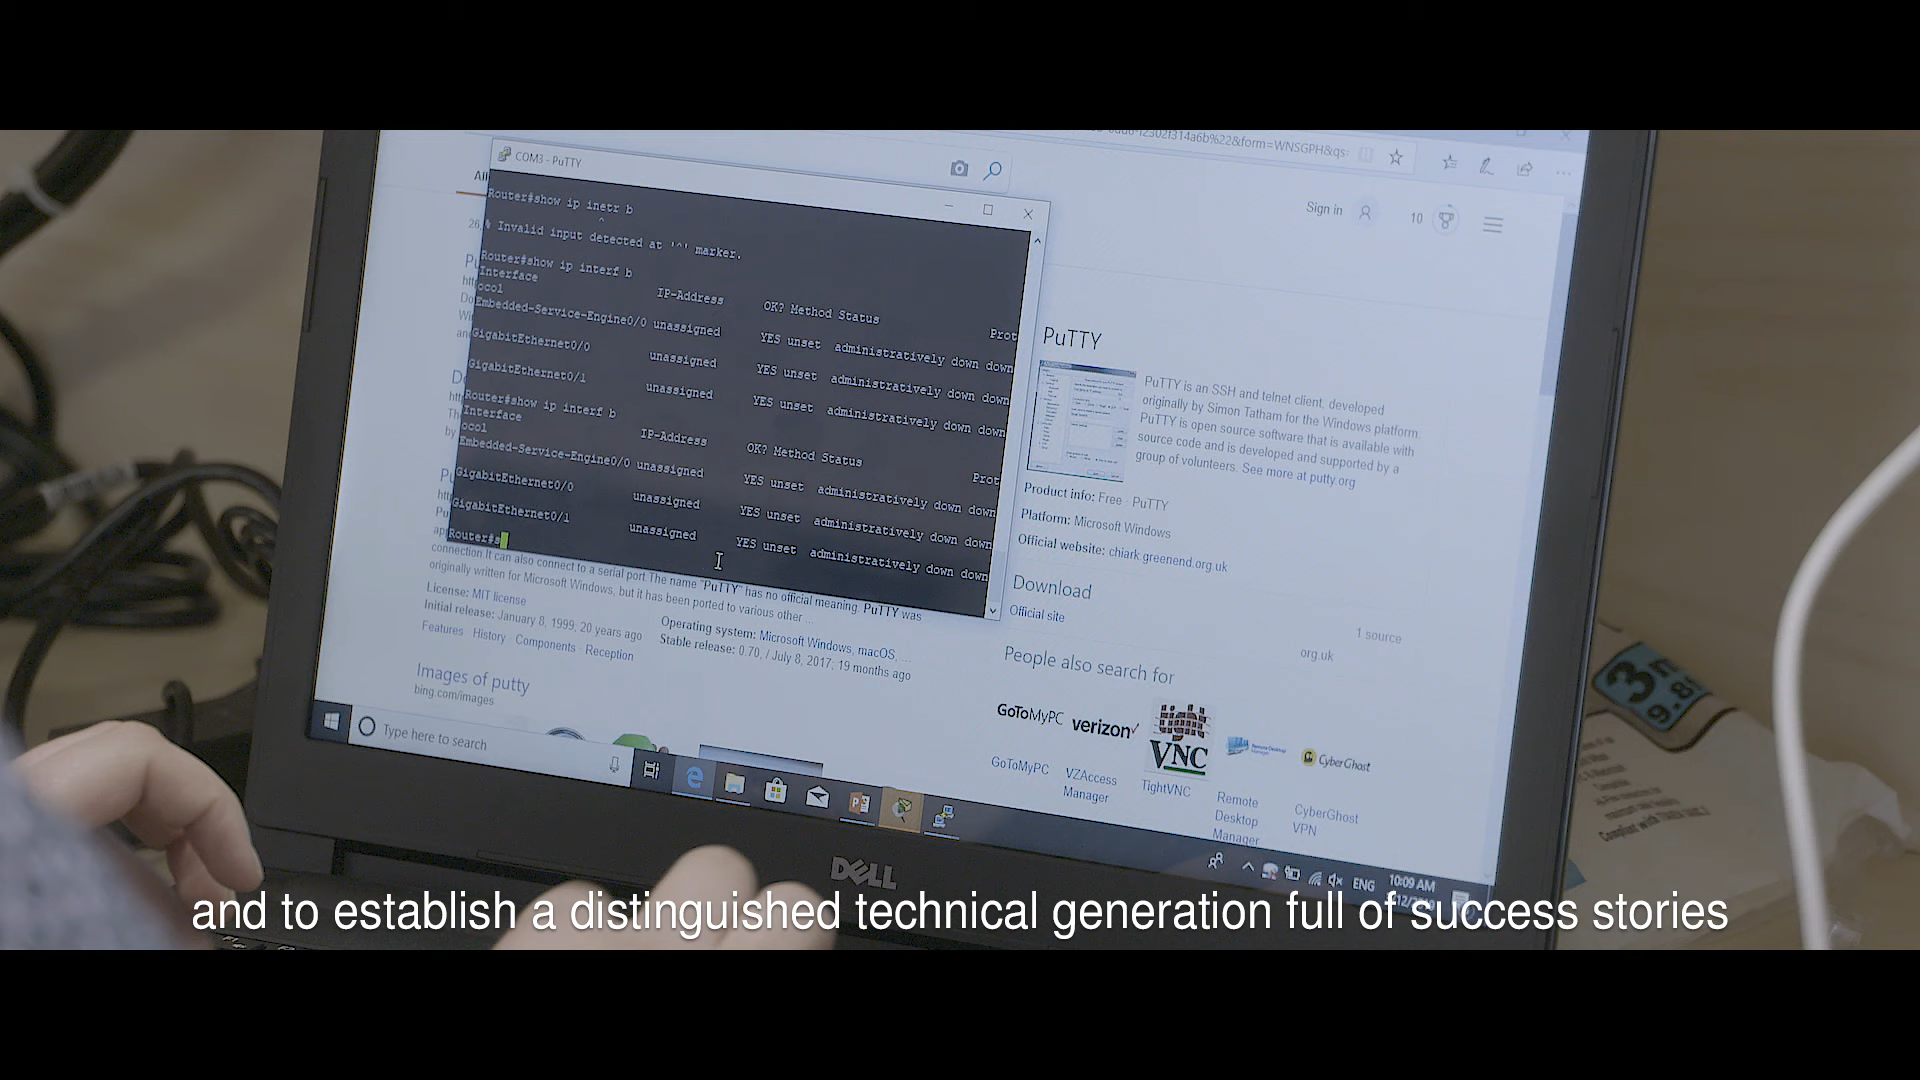 COM3 - PuTTY
Router#show ip inetr b
^
% Invalid input detected at '^' marker.
Router#show ip interf b
Interface IP-Address OK? Method Status Prot
ocol
Embedded-Service-Engine0/0 unassigned YES unset administratively down down
GigabitEthernet0/0 unassigned YES unset administratively down down
GigabitEthernet0/1 unassigned YES unset administratively down down
Router#show ip interf b
Interface IP-Address OK? Method Status Prot
ocol
Embedded-Service-Engine0/0 unassigned YES unset administratively down down
GigabitEthernet0/0 unassigned YES unset administratively down down
GigabitEthernet0/1 unassigned YES unset administratively down down
Router#s
connection.It can also connect to a serial port.The name "PuTTY" has no official meaning. PuTTY was
originally written for Microsoft Windows, but it has been ported to various other ...
License: MIT license
Initial release: January 8, 1999; 20 years ago
Features · History · Components · Reception
Operating system: Microsoft Windows, macOS, ...
Stable release: 0.70, / July 8, 2017; 19 months ago
Images of putty
bing.com/images
Sign in
10
PuTTY
PuTTY is an SSH and telnet client, developed
originally by Simon Tatham for the Windows platform.
PuTTY is open source software that is available with
source code and is developed and supported by a
group of volunteers. See more at putty.org
Product info: Free · PuTTY
Platform: Microsoft Windows
Official website: chiark.greenend.org.uk
Download
Official site
1 source
org.uk
People also search for
GoToMyPC
verizon
VNC
CyberGhost
GoToMyPC
VZAccess
Manager
TightVNC
Remote
Desktop
Manager
CyberGhost
VPN
Type here to search
ENG
10:09 AM
DELL
and to establish a distinguished technical generation full of success stories